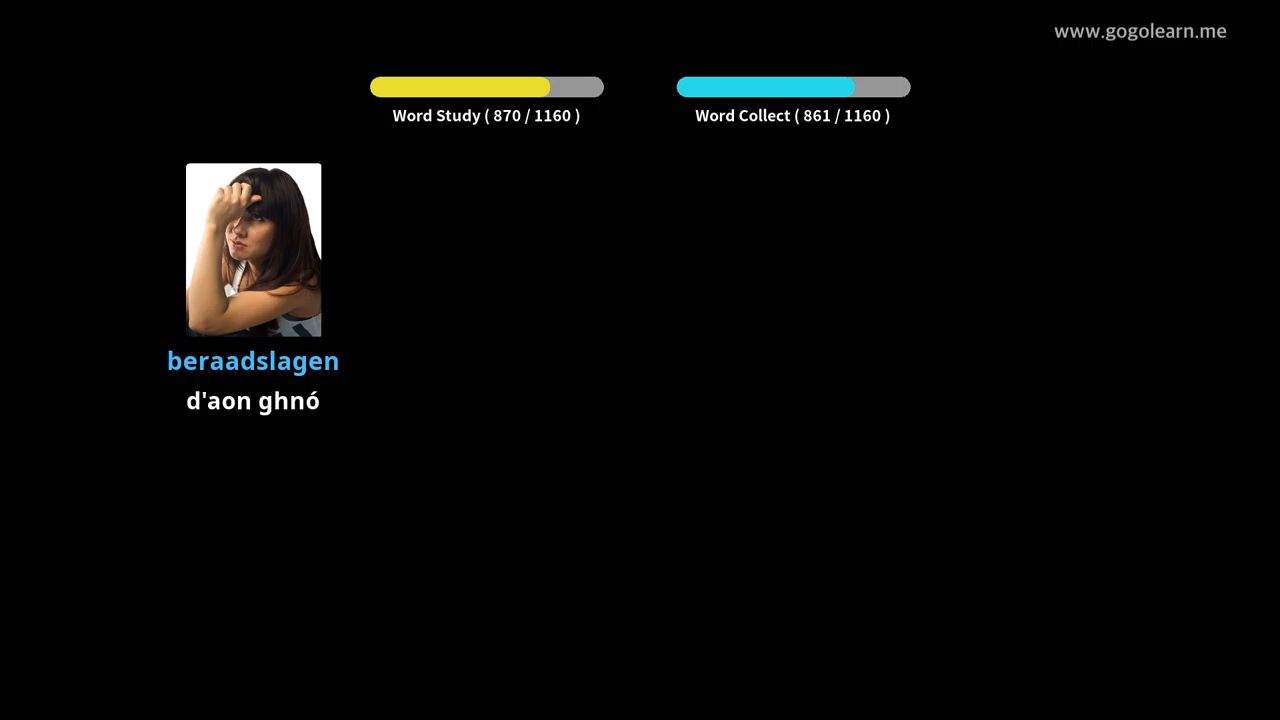 www.gogolearn.me
Word Study ( 870 / 1160 )
Word Collect ( 861 / 1160 )
beraadslagen
d'aon ghnó